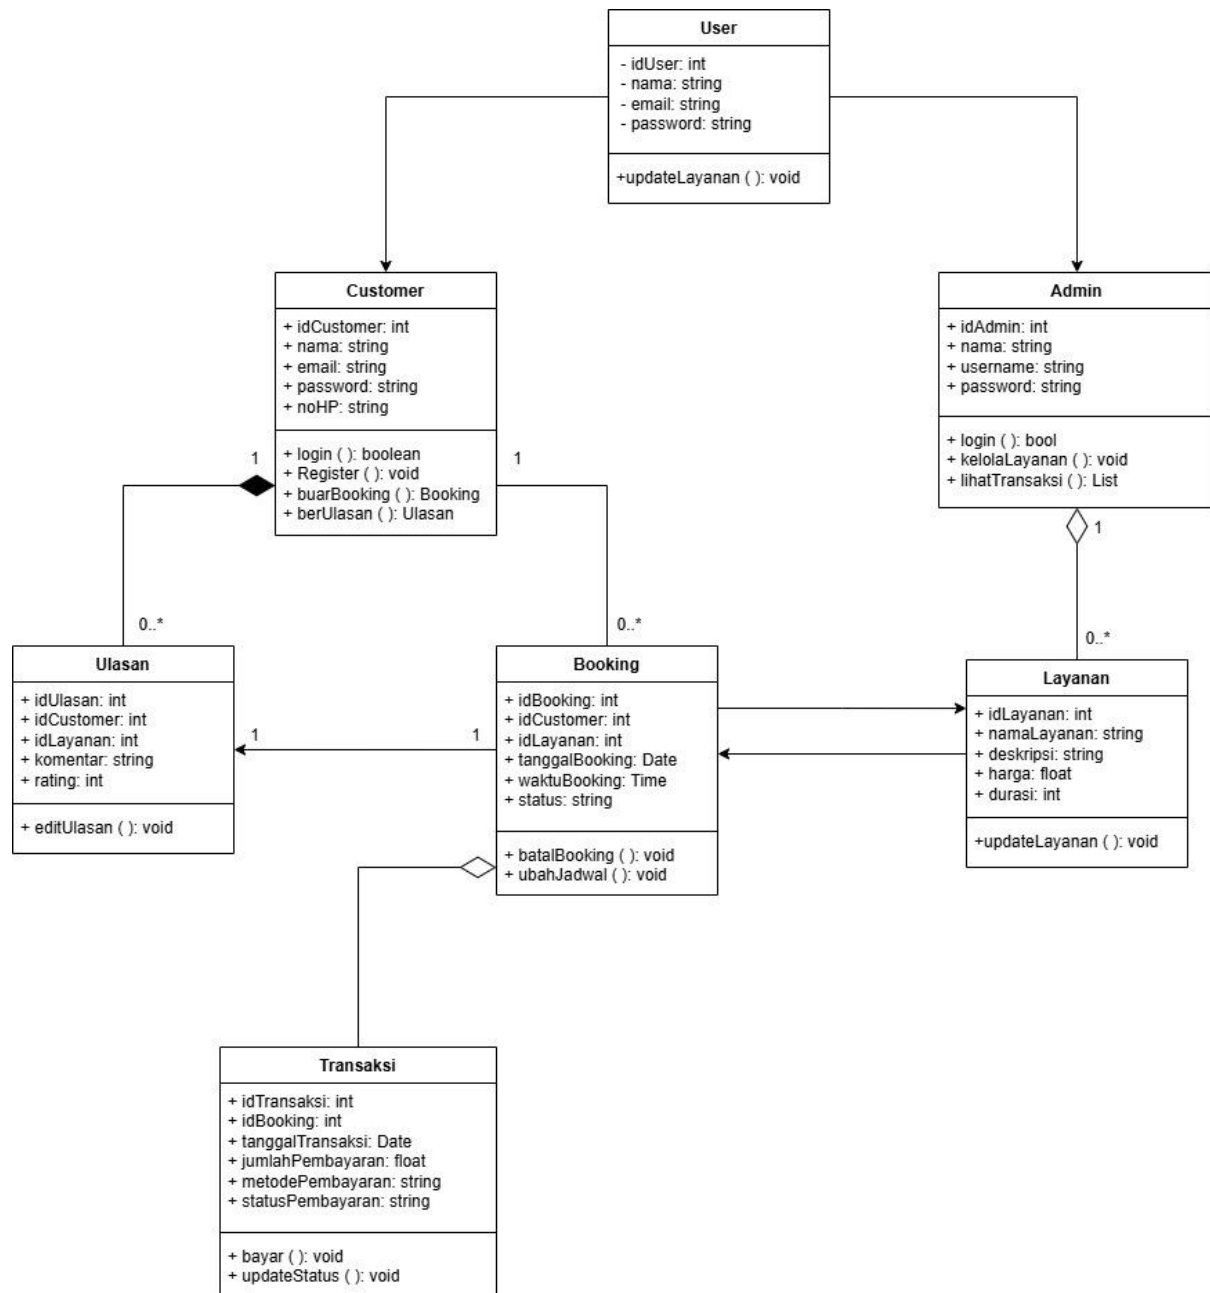 User
- idUser: int
- nama: string
- email: string
- password: string
+updateLayanan ( ): void
Customer
+ idCustomer: int
+ nama: string
+ email: string
+ password: string
+ noHP: string
+ login ( ): boolean
+ Register ( ): void
+ buarBooking ( ): Booking
+ berUlasan ( ): Ulasan
Admin
+ idAdmin: int
+ nama: string
+ username: string
+ password: string
+ login ( ): bool
+ kelolaLayanan ( ): void
+ lihatTransaksi ( ): List
1
1
1
0..*
0..*
0..*
Ulasan
+ idUlasan: int
+ idCustomer: int
+ idLayanan: int
+ komentar: string
+ rating: int
+ editUlasan ( ): void
1
1
Booking
+ idBooking: int
+ idCustomer: int
+ idLayanan: int
+ tanggalBooking: Date
+ waktuBooking: Time
+ status: string
+ batalBooking ( ): void
+ ubahJadwal ( ): void
Layanan
+ idLayanan: int
+ namaLayanan: string
+ deskripsi: string
+ harga: float
+ durasi: int
+updateLayanan ( ): void
Transaksi
+ idTransaksi: int
+ idBooking: int
+ tanggalTransaksi: Date
+ jumlahPembayaran: float
+ metodePembayaran: string
+ statusPembayaran: string
+ bayar ( ): void
+ updateStatus ( ): void